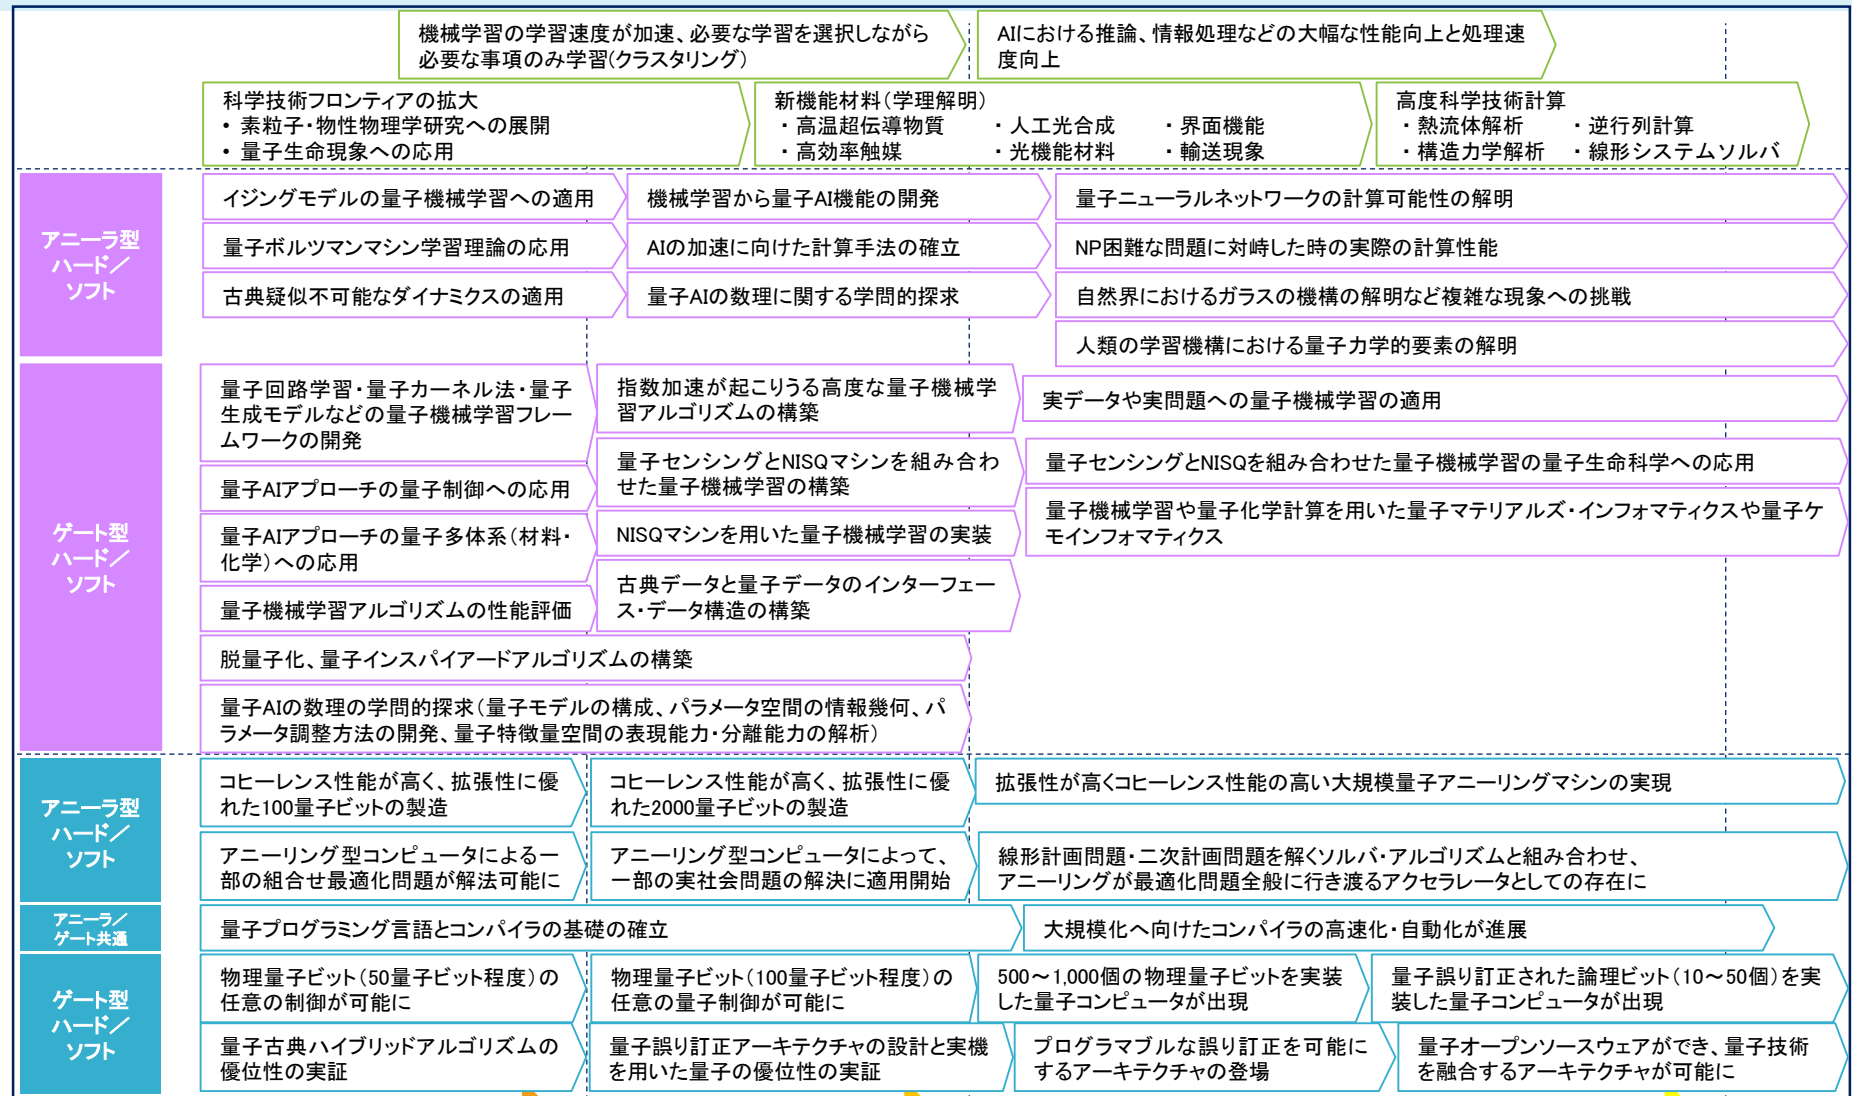 機械学習の学習速度が加速、必要な学習を選択しながら
必要な事項のみ学習(クラスタリング)
AIにおける推論、情報処理などの大幅な性能向上と処理速
度向上
科学技術フロンティアの拡大
• 素粒子・物性物理学研究への展開
• 量子生命現象への応用
新機能材料（学理解明）
・高温超伝導物質 ・人工光合成 ・界面機能
・高効率触媒 ・光機能材料 ・輸送現象
高度科学技術計算
・熱流体解析 ・逆行列計算
・構造力学解析 ・線形システムソルバ
アニーラ型
ハード／
ソフト
イジングモデルの量子機械学習への適用
機械学習から量子AI機能の開発
量子ニューラルネットワークの計算可能性の解明
量子ボルツマンマシン学習理論の応用
AIの加速に向けた計算手法の確立
NP困難な問題に対峙した時の実際の計算性能
古典疑似不可能なダイナミクスの適用
量子AIの数理に関する学問的探求
自然界におけるガラスの機構の解明など複雑な現象への挑戦
人類の学習機構における量子力学的要素の解明
ゲート型
ハード／
ソフト
量子回路学習・量子カーネル法・量子
生成モデルなどの量子機械学習フレー
ムワークの開発
量子AIアプローチの量子制御への応用
量子AIアプローチの量子多体系（材料・
化学）への応用
量子機械学習アルゴリズムの性能評価
指数加速が起こりうる高度な量子機械学
習アルゴリズムの構築
量子センシングとNISQマシンを組み合わ
せた量子機械学習の構築
NISQマシンを用いた量子機械学習の実装
古典データと量子データのインターフェー
ス・データ構造の構築
実データや実問題への量子機械学習の適用
量子センシングとNISQを組み合わせた量子機械学習の量子生命科学への応用
量子機械学習や量子化学計算を用いた量子マテリアルズ・インフォマティクスや量子ケ
モインフォマティクス
脱量子化、量子インスパイアードアルゴリズムの構築
量子AIの数理の学問的探求（量子モデルの構成、パラメータ空間の情報幾何、パ
ラメータ調整方法の開発、量子特徴量空間の表現能力・分離能力の解析）
アニーラ型
ハード／
ソフト
コヒーレンス性能が高く、拡張性に優
れた100量子ビットの製造
コヒーレンス性能が高く、拡張性に優
れた2000量子ビットの製造
拡張性が高くコヒーレンス性能の高い大規模量子アニーリングマシンの実現
アニーリング型コンピュータによる一
部の組合せ最適化問題が解法可能に
アニーリング型コンピュータによって、
一部の実社会問題の解決に適用開始
線形計画問題・二次計画問題を解くソルバ・アルゴリズムと組み合わせ、
アニーリングが最適化問題全般に行き渡るアクセラレータとしての存在に
アニーラ／
ゲート共通
量子プログラミング言語とコンパイラの基礎の確立
大規模化へ向けたコンパイラの高速化・自動化が進展
ゲート型
ハード／
ソフト
物理量子ビット（50量子ビット程度）の
任意の制御が可能に
物理量子ビット（100量子ビット程度）の
任意の量子制御が可能に
500～1,000個の物理量子ビットを実装
した量子コンピュータが出現
量子誤り訂正された論理ビット（10～50個）を実
装した量子コンピュータが出現
量子古典ハイブリッドアルゴリズムの
優位性の実証
量子誤り訂正アーキテクチャの設計と実機
を用いた量子の優位性の実証
プログラマブルな誤り訂正を可能に
するアーキテクチャの登場
量子オープンソースウェアができ、量子技術
を融合するアーキテクチャが可能に